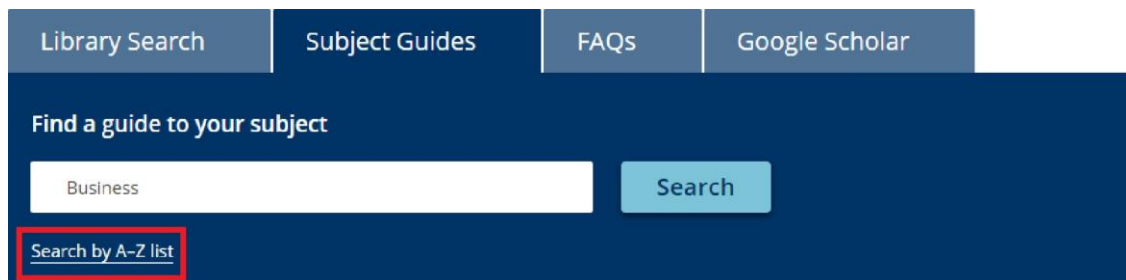 Library Search Subject Guides FAQs Google Scholar
Find a guide to your subject
Business Search
Search by A–Z list